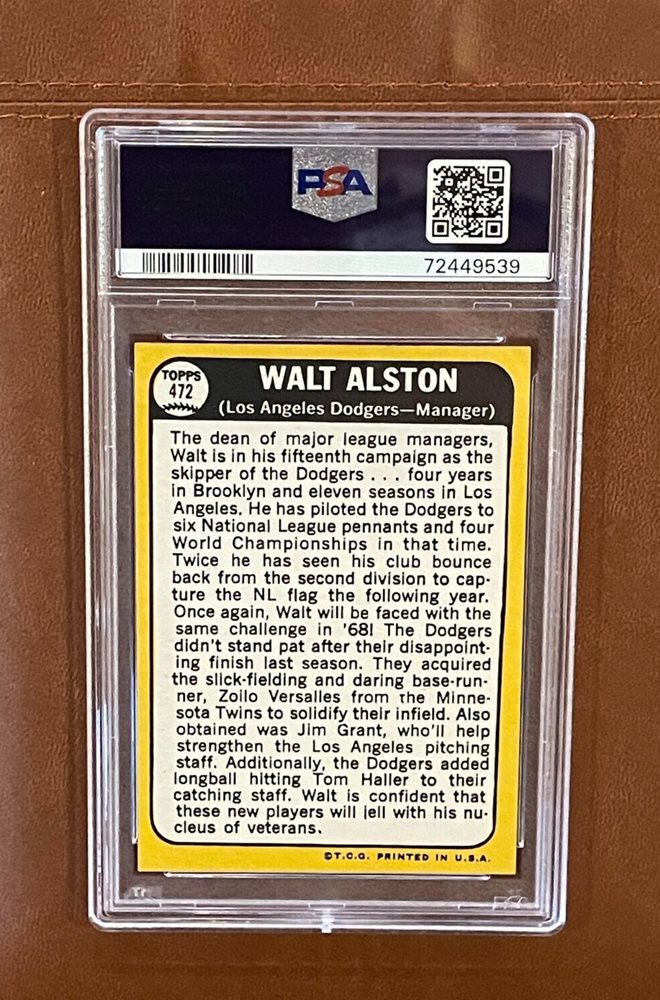 PSA
72449539
TOPPS
472
WALT ALSTON
(Los Angeles Dodgers—Manager)
The dean of major league managers,
Walt is in his fifteenth campaign as the
skipper of the Dodgers . . . four years
in Brooklyn and eleven seasons in Los
Angeles. He has piloted the Dodgers to
six National League pennants and four
World Championships in that time.
Twice he has seen his club bounce
back from the second division to cap-
ture the NL flag the following year.
Once again, Walt will be faced with the
same challenge in '68! The Dodgers
didn't stand pat after their disappoint-
ing finish last season. They acquired
the slick-fielding and daring base-run-
ner, Zoilo Versalles from the Minne-
sota Twins to solidify their infield. Also
obtained was Jim Grant, who'll help
strengthen the Los Angeles pitching
staff. Additionally, the Dodgers added
longball hitting Tom Haller to their
catching staff. Walt is confident that
these new players will jell with his nu-
cleus of veterans.
©T.C.G. PRINTED IN U.S.A.